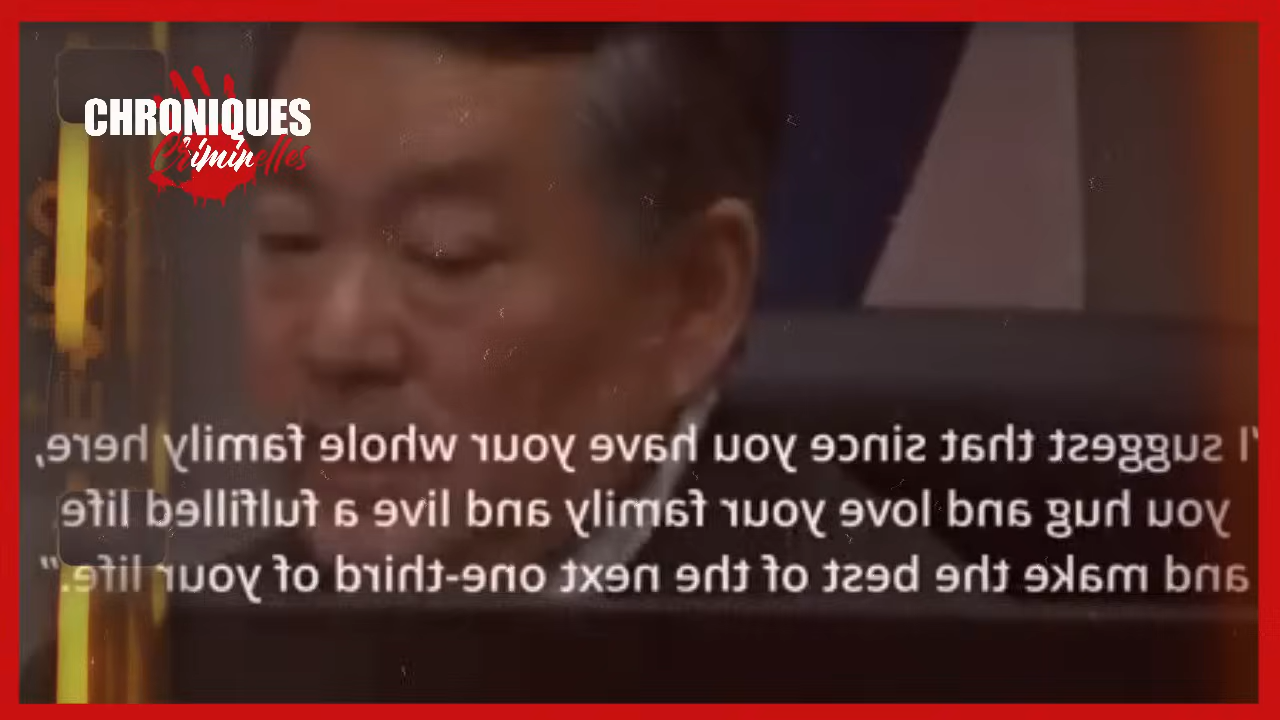 CHRONIQUES
Criminelles
"I suggest that since you have your whole family here,
you hug and love your family and live a fulfilled life
and make the best of the next one-third of your life."